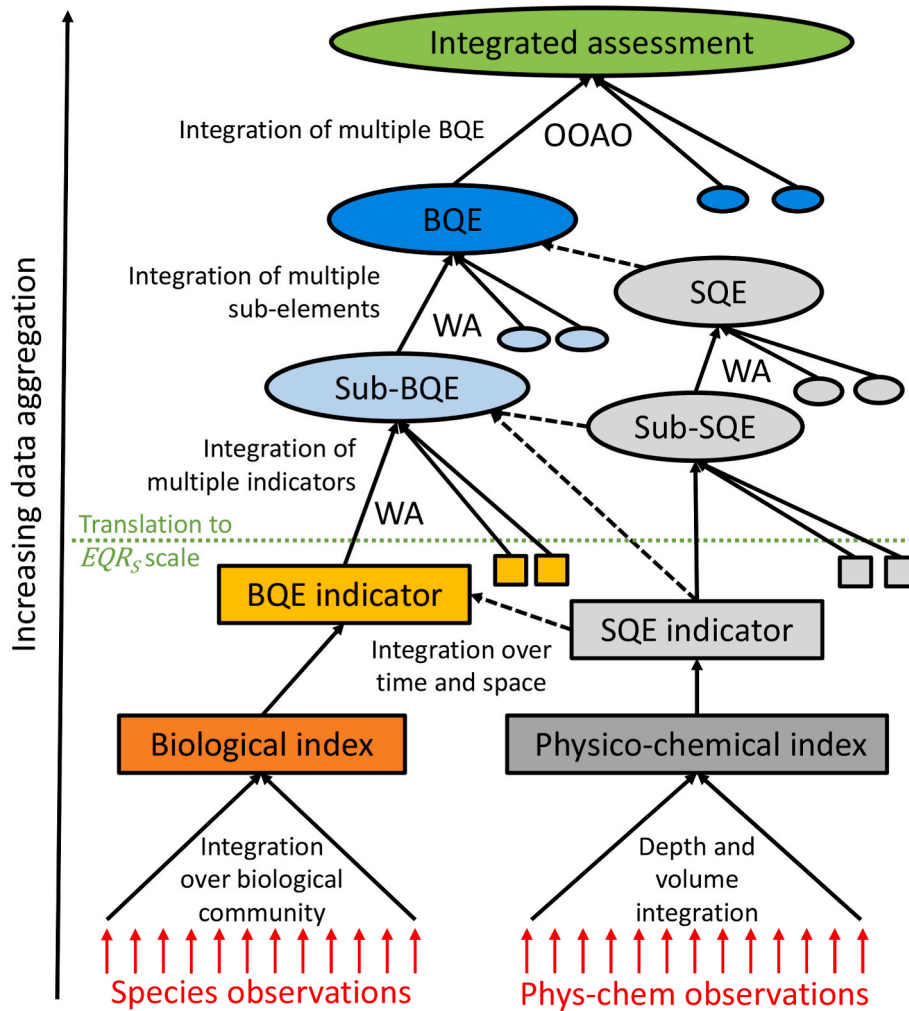 Integrated assessment
Integration of multiple BQE
OOAO
BQE
Integration of multiple
sub-elements
SQE
WA
WA
Sub-BQE
Sub-SQE
Integration of
multiple indicators
WA
Translation to
EQRS scale
BQE indicator
SQE indicator
Integration over
time and space
Biological index
Physico-chemical index
Integration
over biological
community
Depth and
volume
integration
Species observations
Phys-chem observations
Increasing data aggregation